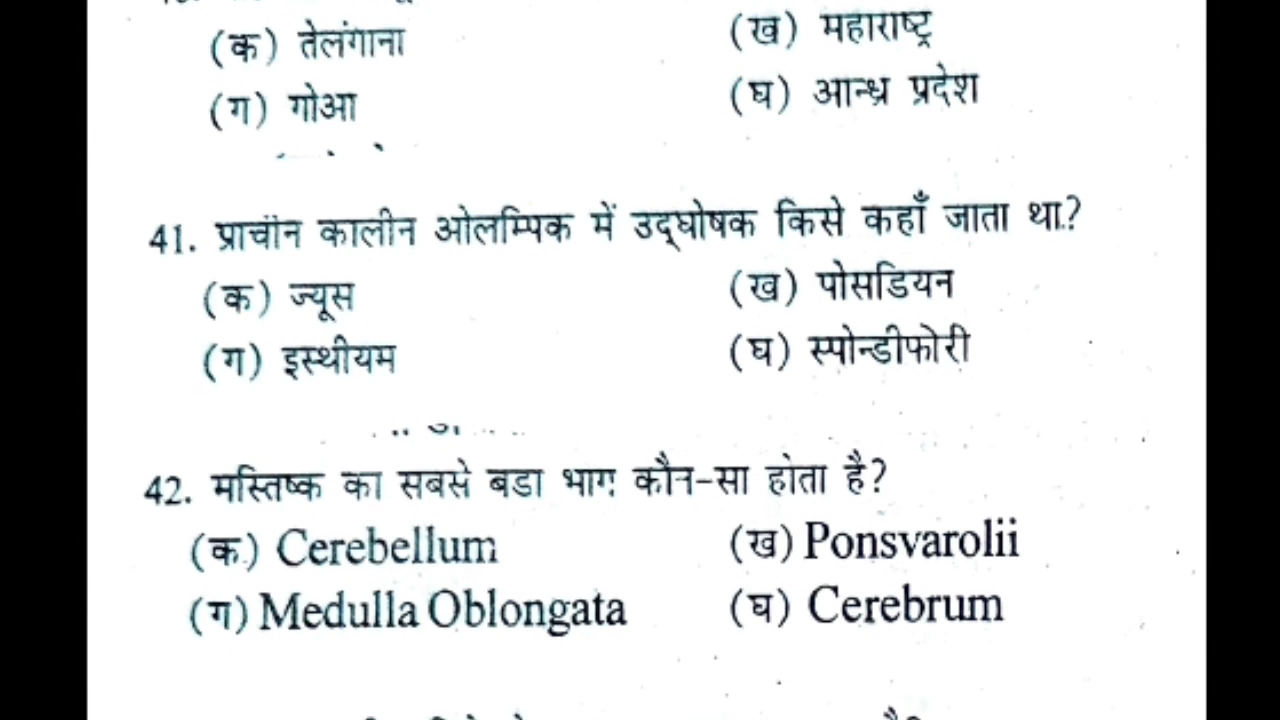 (क) तेलंगाना (ख) महाराष्ट्र
(ग) गोआ (घ) आन्ध्र प्रदेश
41. प्राचीन कालीन ओलम्पिक में उद्घोषक किसे कहाँ जाता था?
(क) ज्यूस (ख) पोसडियन
(ग) इस्थीयम (घ) स्पोन्डीफोरी
42. मस्तिष्क का सबसे बडा भाग कौन-सा होता है?
(क) Cerebellum (ख) Ponsvarolii
(ग) Medulla Oblongata (घ) Cerebrum